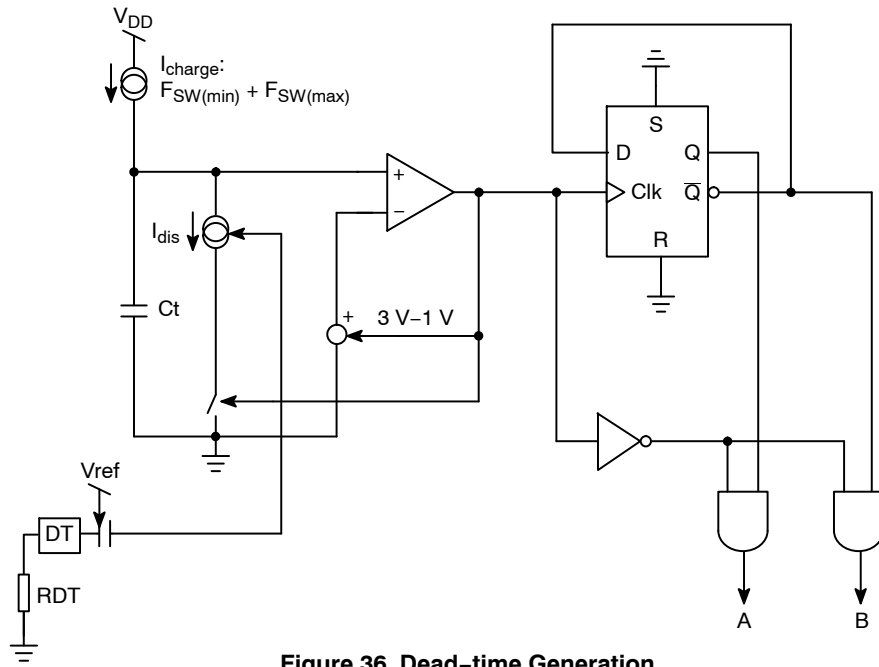 V_DD
I_charge:
F_SW(min) + F_SW(max)
S
D
Q
+
Clk
Q̅
−
I_dis
R
Ct
+
3 V−1 V
Vref
DT
RDT
A
B
Figure 36. Dead−time Generation